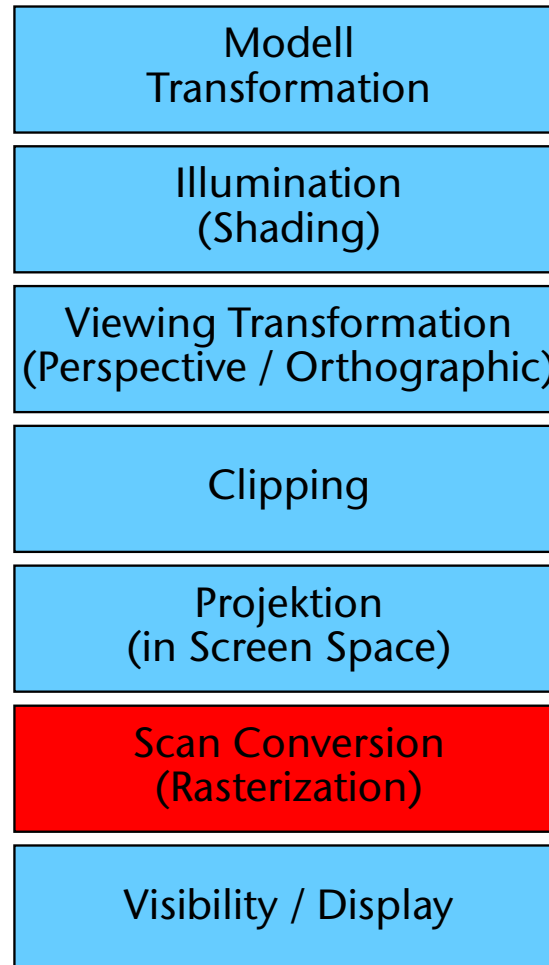 Modell
Transformation
Illumination
(Shading)
Viewing Transformation
(Perspective / Orthographic)
Clipping
Projektion
(in Screen Space)
Scan Conversion
(Rasterization)
Visibility / Display